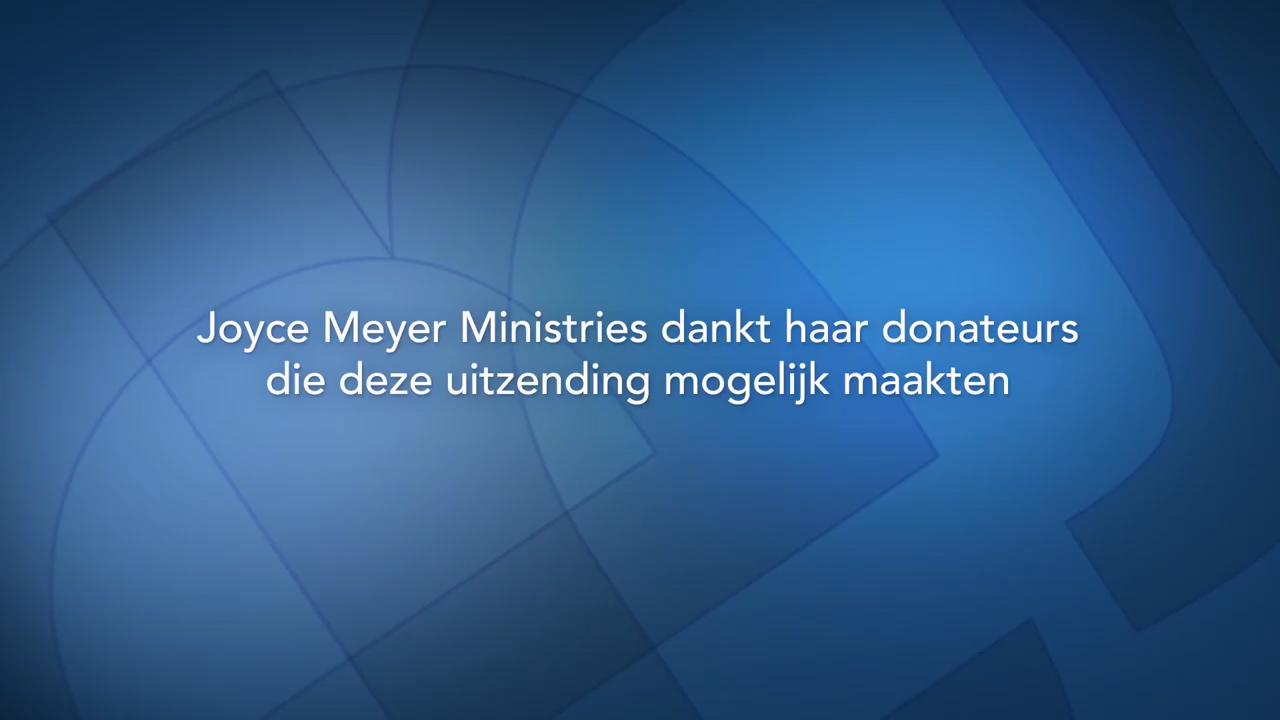 Joyce Meyer Ministries dankt haar donateurs
die deze uitzending mogelijk maakten